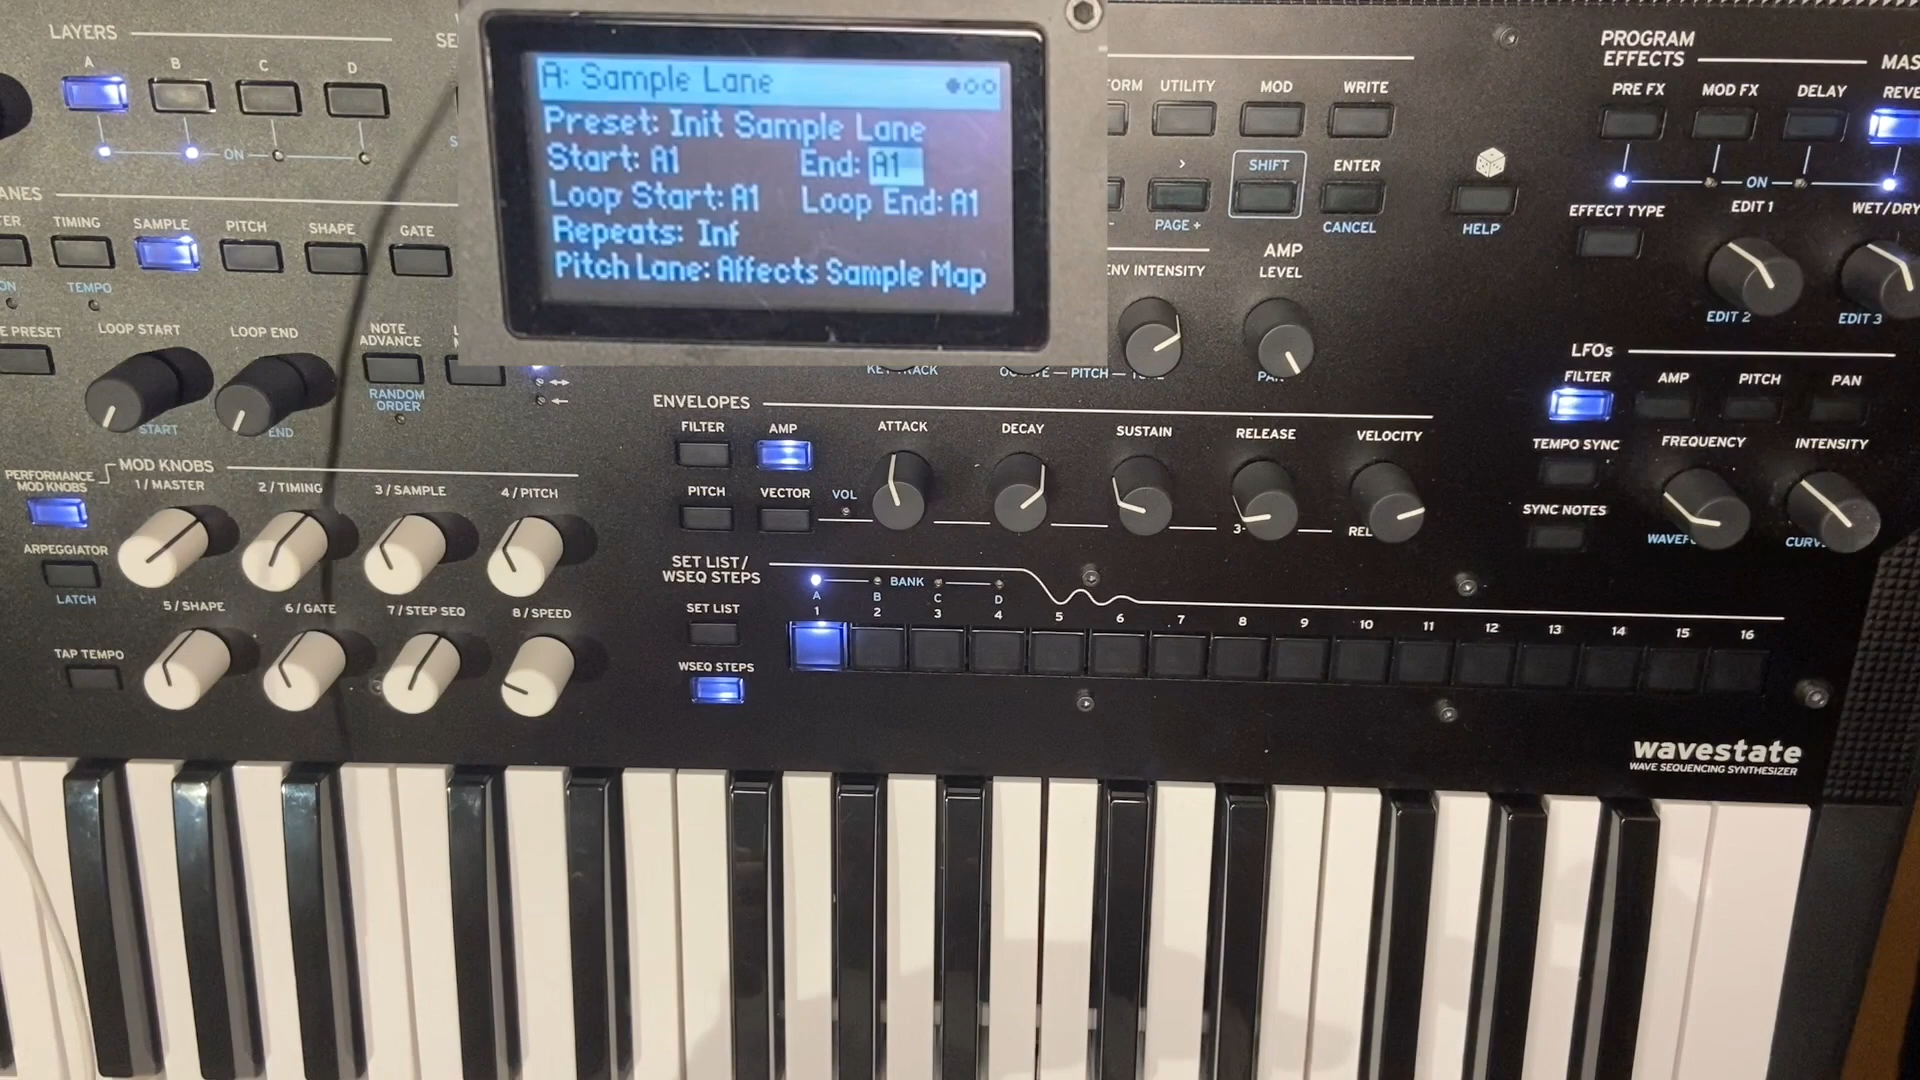 LAYERS
A B C D
ON
TIMING SAMPLE PITCH SHAPE GATE
TEMPO
LOOP START LOOP END NOTE ADVANCE
START END RANDOM ORDER
PERFORMANCE MOD KNOBS
MOD KNOBS
1 / MASTER 2 / TIMING 3 / SAMPLE 4 / PITCH
ARPEGGIATOR
LATCH
5 / SHAPE 6 / GATE 7 / STEP SEQ 8 / SPEED
TAP TEMPO
A: Sample Lane
Preset: Init Sample Lane
Start: A1 End: A1
Loop Start: A1 Loop End: A1
Repeats: Inf
Pitch Lane: Affects Sample Map
UTILITY MOD WRITE
> SHIFT ENTER
PAGE + CANCEL
HELP
AMP
INTENSITY LEVEL
PITCH
ENVELOPES
FILTER AMP ATTACK DECAY SUSTAIN RELEASE VELOCITY
PITCH VECTOR VOL
SET LIST /
WSEQ STEPS
BANK
A B C D
SET LIST
1 2 3 4 5 6 7 8 9 10 11 12 13 14 15 16
WSEQ STEPS
PROGRAM
EFFECTS
PRE FX MOD FX DELAY
ON
EFFECT TYPE EDIT 1 WET/DRY
EDIT 2 EDIT 3
LFOs
FILTER AMP PITCH PAN
TEMPO SYNC FREQUENCY INTENSITY
SYNC NOTES
wavestate
WAVE SEQUENCING SYNTHESIZER